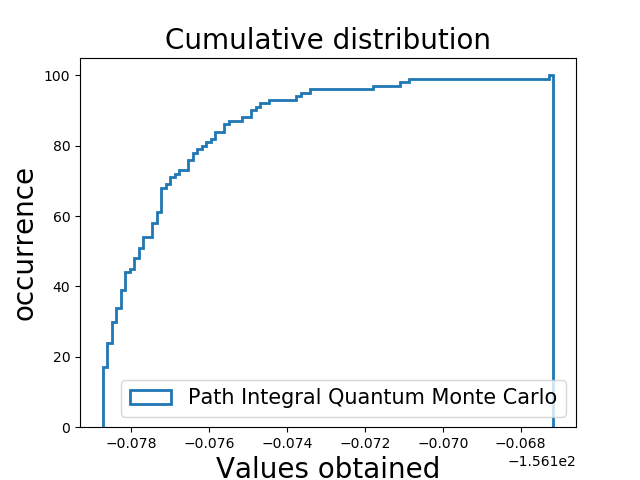 Cumulative distribution
100
80
60
40
20
0
occurrence
Path Integral Quantum Monte Carlo
−0.078 −0.076 −0.074 −0.072 −0.070 −0.068
−1.561e2
Values obtained